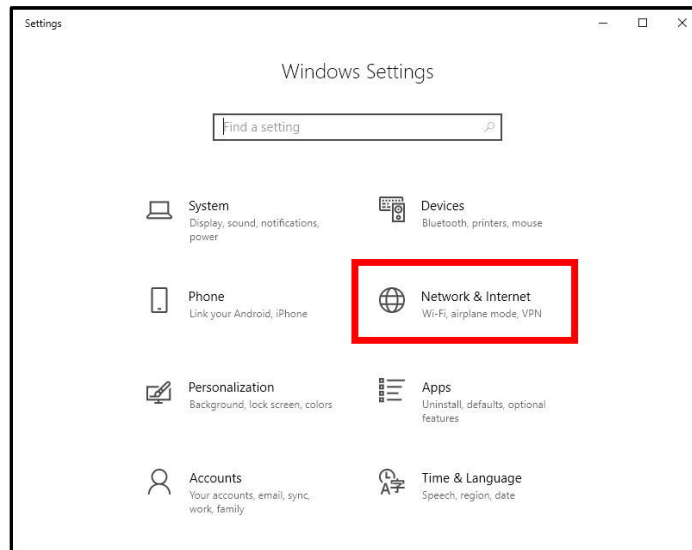 Settings
Windows Settings
Find a setting
System
Display, sound, notifications,
power
Devices
Bluetooth, printers, mouse
Phone
Link your Android, iPhone
Network & Internet
Wi-Fi, airplane mode, VPN
Personalization
Background, lock screen, colors
Apps
Uninstall, defaults, optional
features
Accounts
Your accounts, email, sync,
work, family
Time & Language
Speech, region, date